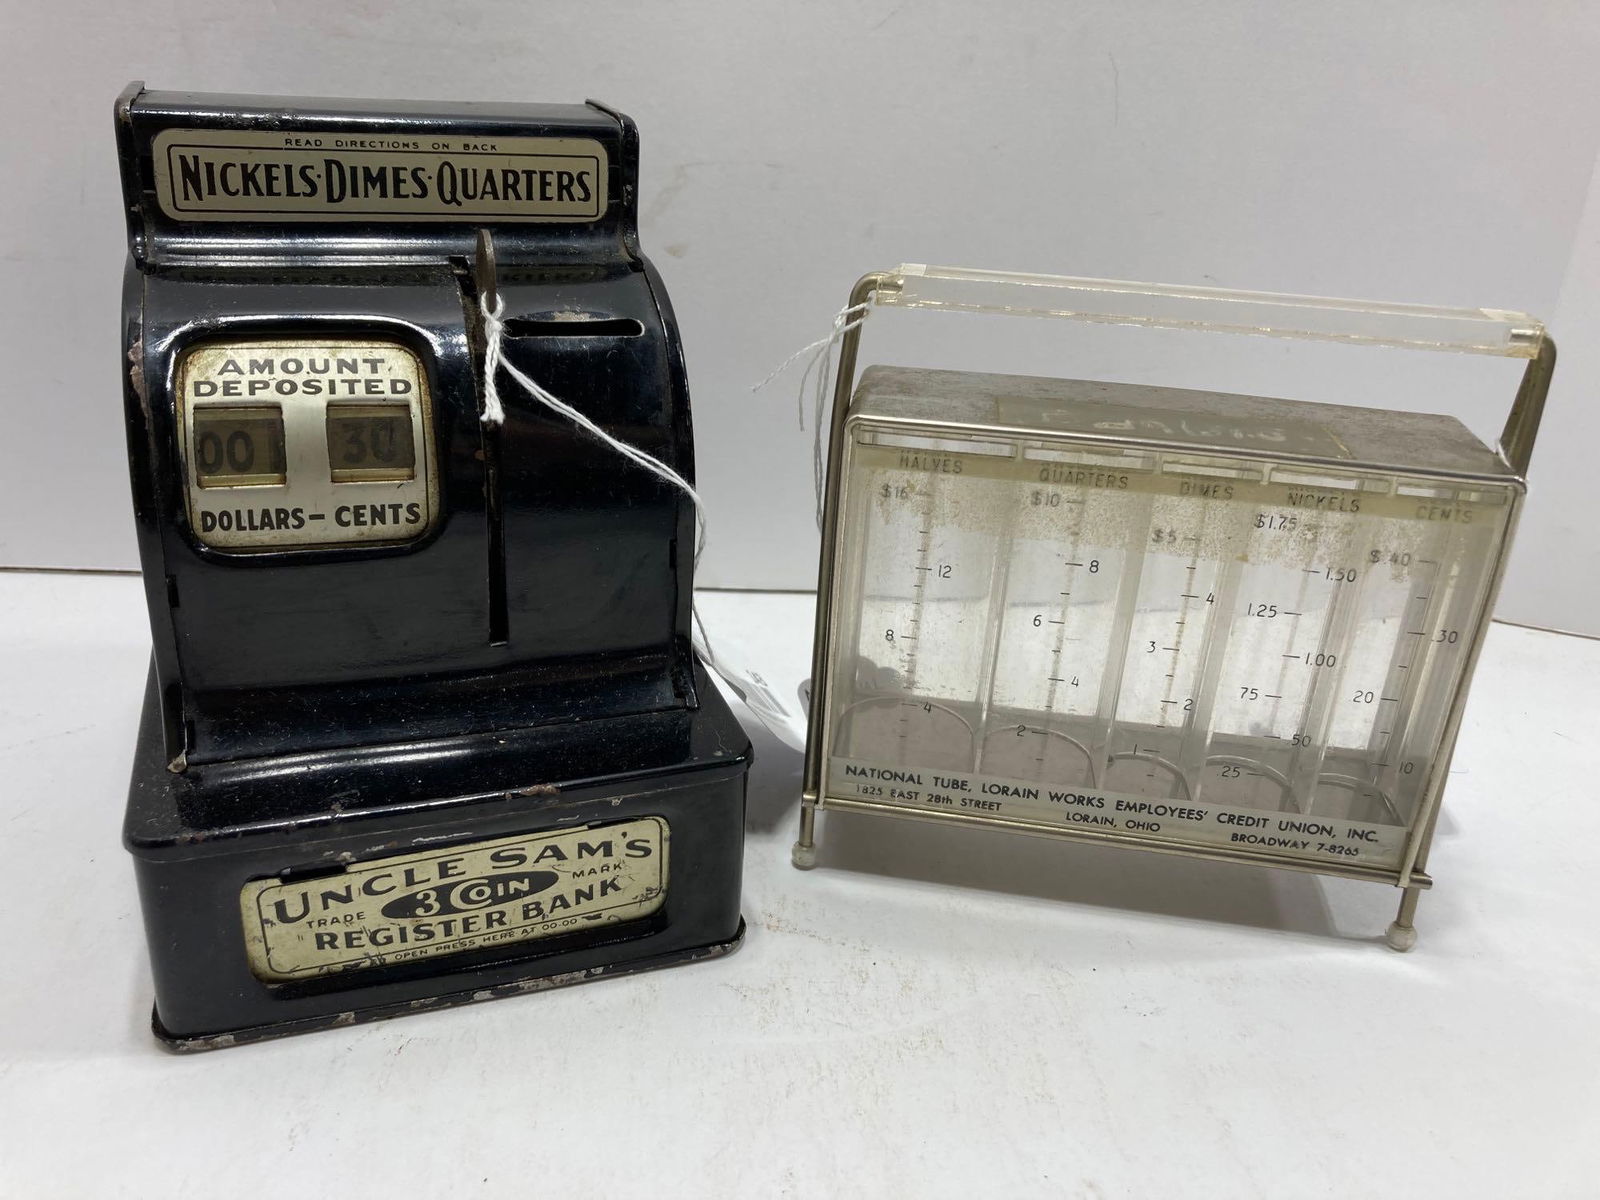 READ DIRECTIONS ON BACK
NICKELS·DIMES·QUARTERS
AMOUNT
DEPOSITED
00 30
DOLLARS–CENTS
UNCLE SAM'S
TRADE 3 COIN MARK
REGISTER BANK
OPEN PRESS HERE AT 00.00
HALVES QUARTERS DIMES NICKELS CENTS
$16 $10 $5 $1.75 $.40
12 8 4 1.50 .30
8 6 3 1.25 20
4 4 2 1.00 10
2 1 75
50
25
NATIONAL TUBE, LORAIN WORKS EMPLOYEES' CREDIT UNION, INC.
1825 EAST 28th STREET
LORAIN, OHIO
BROADWAY 7-8265